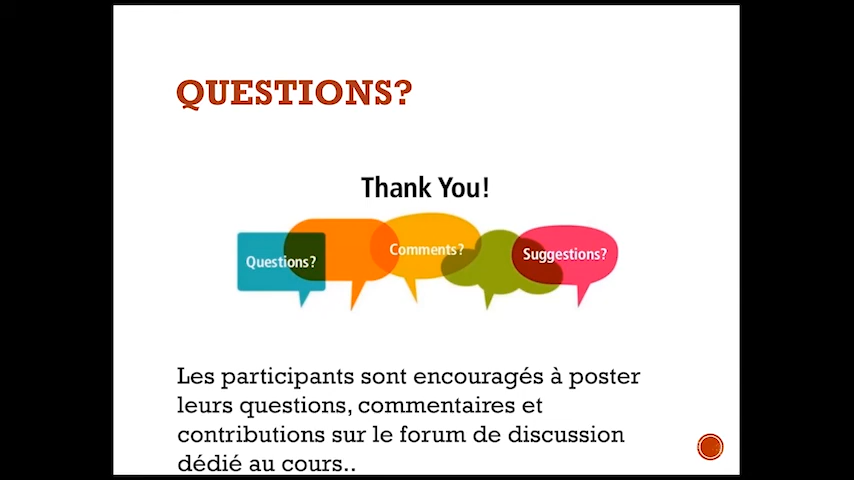 QUESTIONS?
Thank You!
Questions?
Comments?
Suggestions?
Les participants sont encouragés à poster
leurs questions, commentaires et
contributions sur le forum de discussion
dédié au cours..